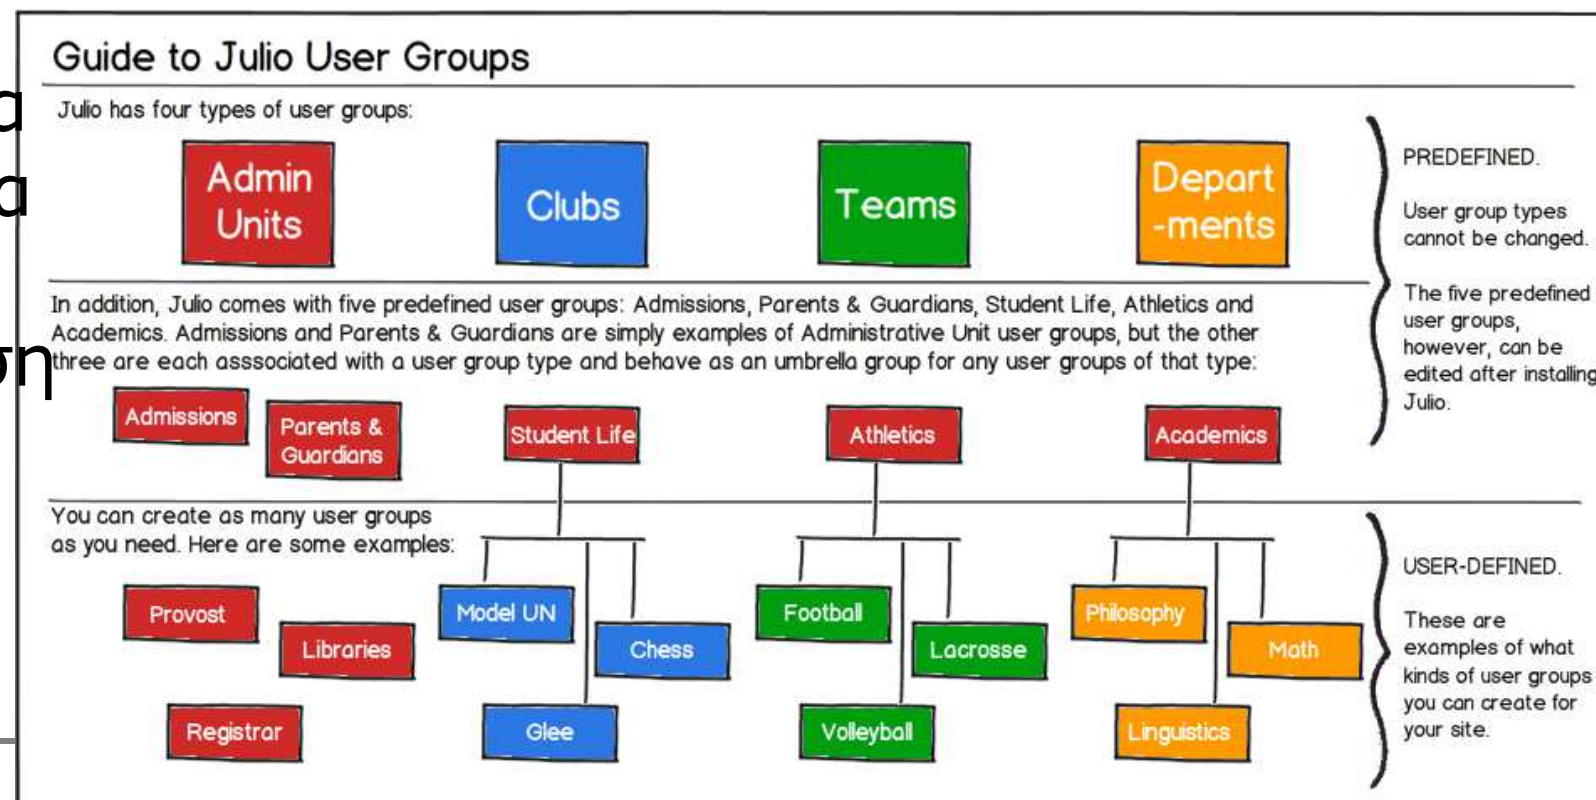 Guide to Julio User Groups
Julio has four types of user groups:
Admin
Units
Clubs
Teams
Depart
-ments
PREDEFINED.
User group types
cannot be changed.
The five predefined
user groups,
however, can be
edited after installing
Julio.
In addition, Julio comes with five predefined user groups: Admissions, Parents & Guardians, Student Life, Athletics and
Academics. Admissions and Parents & Guardians are simply examples of Administrative Unit user groups, but the other
three are each asssociated with a user group type and behave as an umbrella group for any user groups of that type:
Admissions
Parents &
Guardians
Student Life
Athletics
Academics
You can create as many user groups
as you need. Here are some examples:
Provost
Libraries
Registrar
Model UN
Chess
Glee
Football
Lacrosse
Volleyball
Philosophy
Math
Linguistics
USER-DEFINED.
These are
examples of what
kinds of user groups
you can create for
your site.